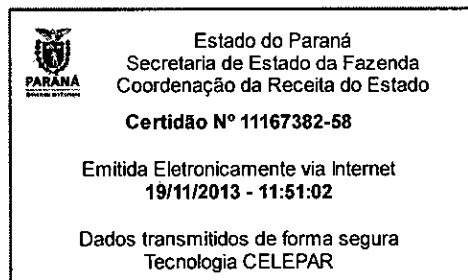 Estado do Paraná
Secretaria de Estado da Fazenda
Coordenação da Receita do Estado
PARANÁ
Certidão Nº 11167382-58
Emitida Eletronicamente via Internet
19/11/2013 - 11:51:02
Dados transmitidos de forma segura
Tecnologia CELEPAR